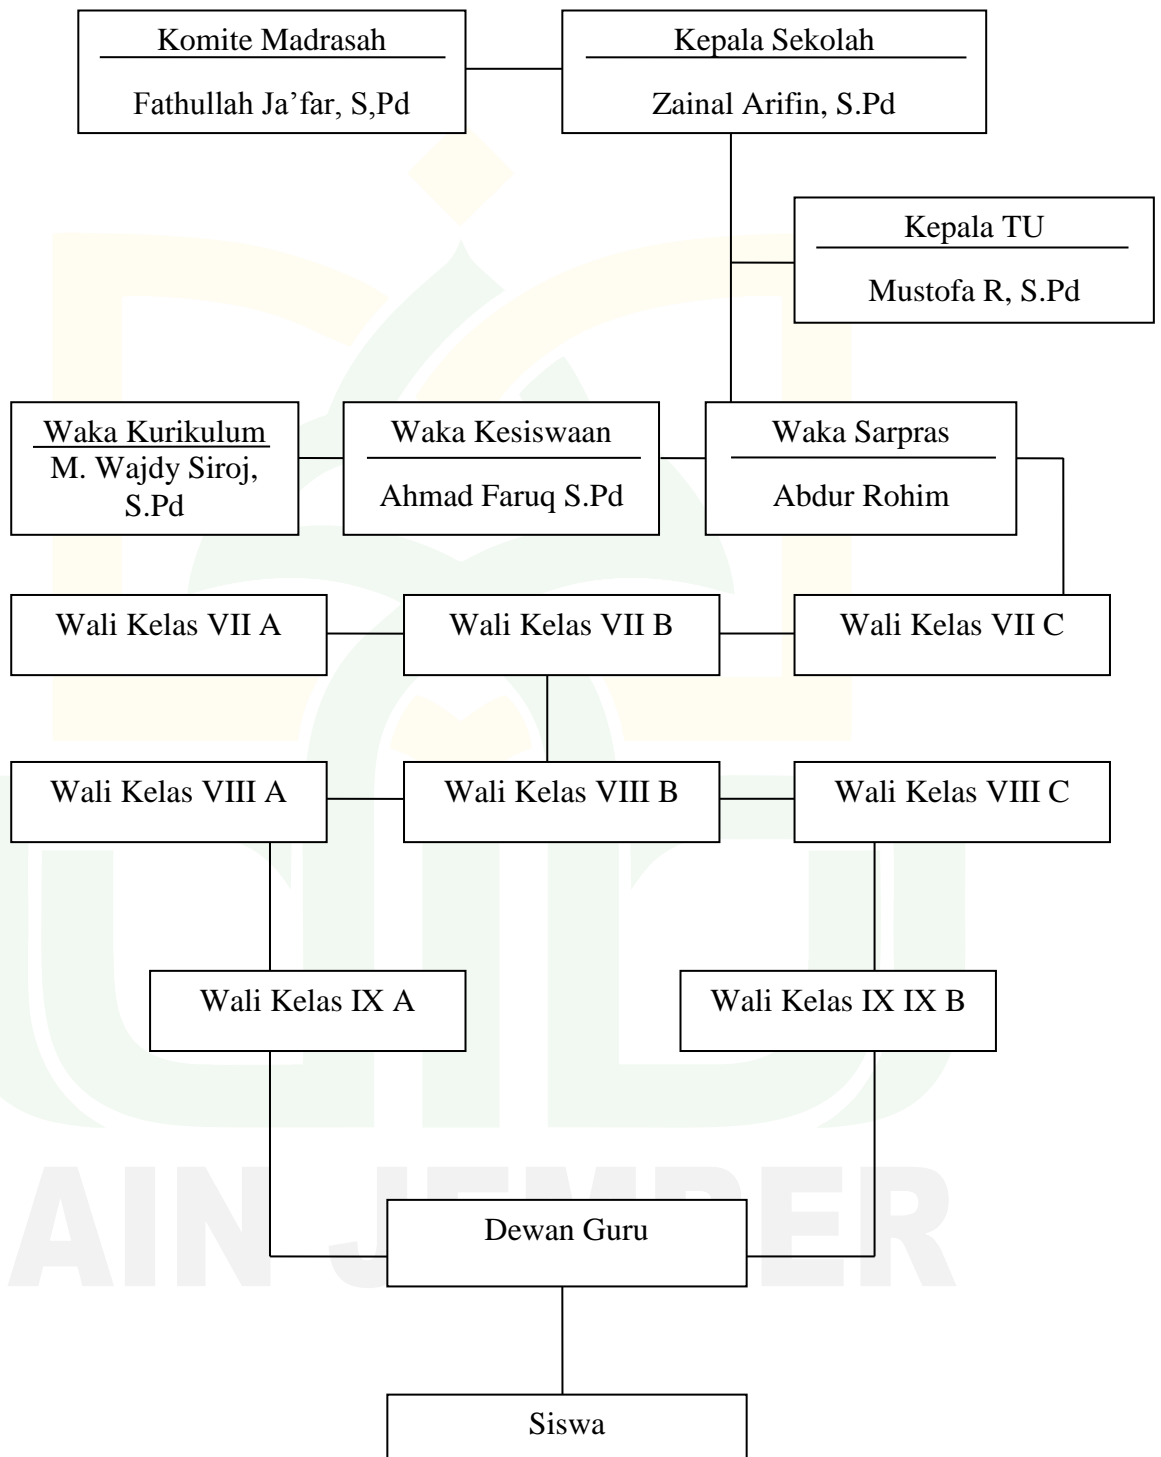 Komite Madrasah
Fathullah Ja’far, S,Pd
Kepala Sekolah
Zainal Arifin, S.Pd
Kepala TU
Mustofa R, S.Pd
Waka Kurikulum
M. Wajdy Siroj,
S.Pd
Waka Kesiswaan
Ahmad Faruq S.Pd
Waka Sarpras
Abdur Rohim
Wali Kelas VII A
Wali Kelas VII B
Wali Kelas VII C
Wali Kelas VIII A
Wali Kelas VIII B
Wali Kelas VIII C
Wali Kelas IX A
Wali Kelas IX IX B
Dewan Guru
AIN JEMBER
Siswa